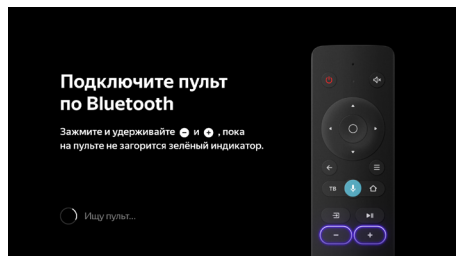 Подключите пульт
по Bluetooth
Зажмите и удерживайте − и + , пока
на пульте не загорится зелёный индикатор.
Ищу пульт...
ТВ
− +